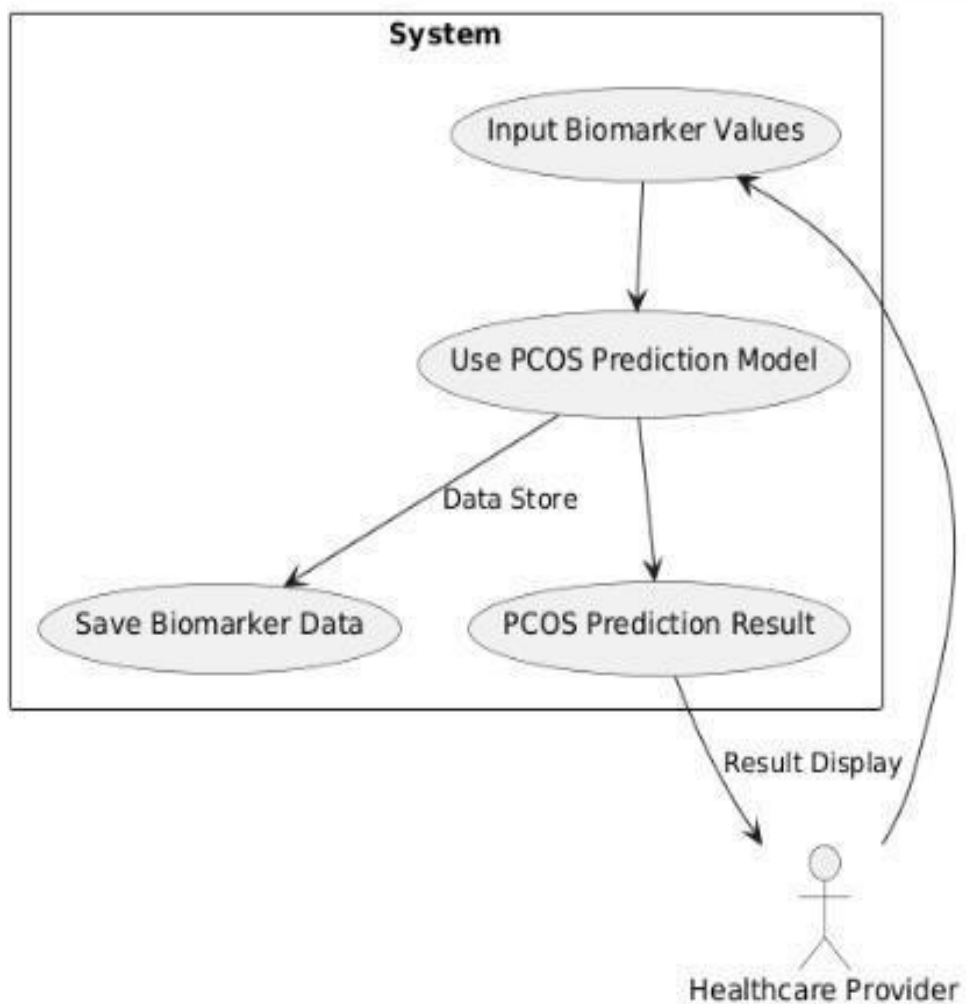 System
Input Biomarker Values
Use PCOS Prediction Model
Data Store
Save Biomarker Data
PCOS Prediction Result
Result Display
Healthcare Provider